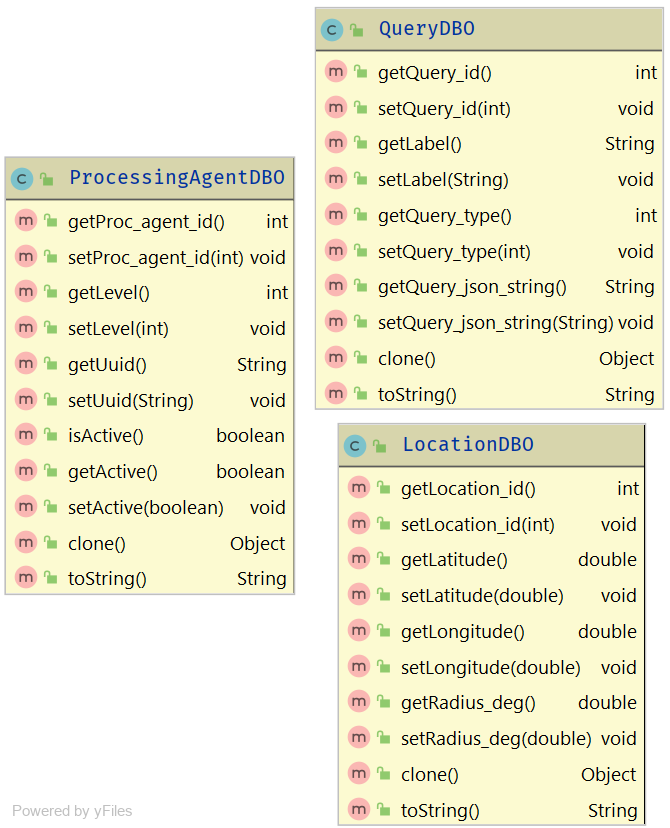 C QueryDBO
m getQuery_id() int
m setQuery_id(int) void
m getLabel() String
m setLabel(String) void
m getQuery_type() int
m setQuery_type(int) void
m getQuery_json_string() String
m setQuery_json_string(String) void
m clone() Object
m toString() String
C ProcessingAgentDBO
m getProc_agent_id() int
m setProc_agent_id(int) void
m getLevel() int
m setLevel(int) void
m getUuid() String
m setUuid(String) void
m isActive() boolean
m getActive() boolean
m setActive(boolean) void
m clone() Object
m toString() String
C LocationDBO
m getLocation_id() int
m setLocation_id(int) void
m getLatitude() double
m setLatitude(double) void
m getLongitude() double
m setLongitude(double) void
m getRadius_deg() double
m setRadius_deg(double) void
m clone() Object
m toString() String
Powered by yFiles